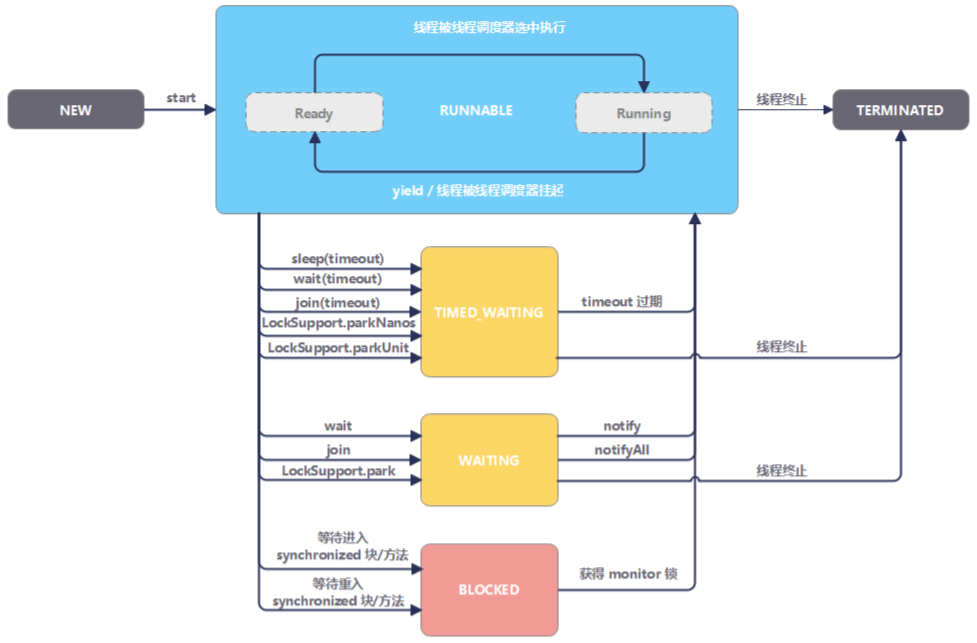 线程被线程调度器选中执行
NEW
start
Ready
RUNNABLE
Running
线程终止
TERMINATED
yield / 线程被线程调度器挂起
sleep(timeout)
wait(timeout)
join(timeout)
LockSupport.parkNanos
LockSupport.parkUnit
TIMED_WAITING
timeout 过期
线程终止
wait
join
LockSupport.park
WAITING
notify
notifyAll
线程终止
等待进入
synchronized 块/方法
等待重入
synchronized 块/方法
BLOCKED
获得 monitor 锁